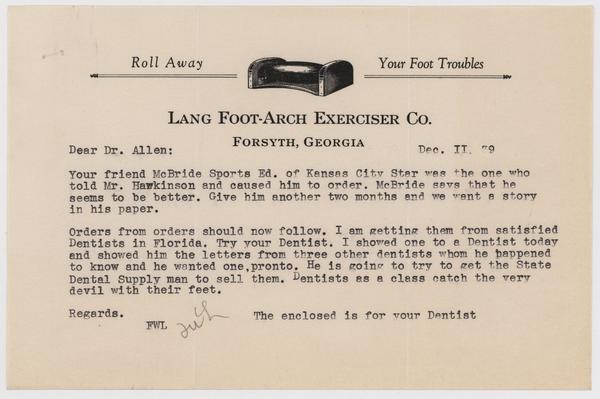 Roll Away Your Foot Troubles
LANG FOOT-ARCH EXERCISER CO.
FORSYTH, GEORGIA
Dear Dr. Allen: Dec. II. 39
Your friend McBride Sports Ed. of Kansas City Star was the one who
told Mr. Hawkinson and caused him to order. McBride says that he
seems to be better. Give him another two months and we want a story
in his paper.
Orders from orders should now follow. I am getting them from satisfied
Dentists in Florida. Try your Dentist. I showed one to a Dentist today
and showed him the letters from three other dentists whom he happened
to know and he wanted one,pronto. He is going to try to get the State
Dental Supply man to sell them. Dentists as a class catch the very
devil with their feet.
Regards. The enclosed is for your Dentist
FWL